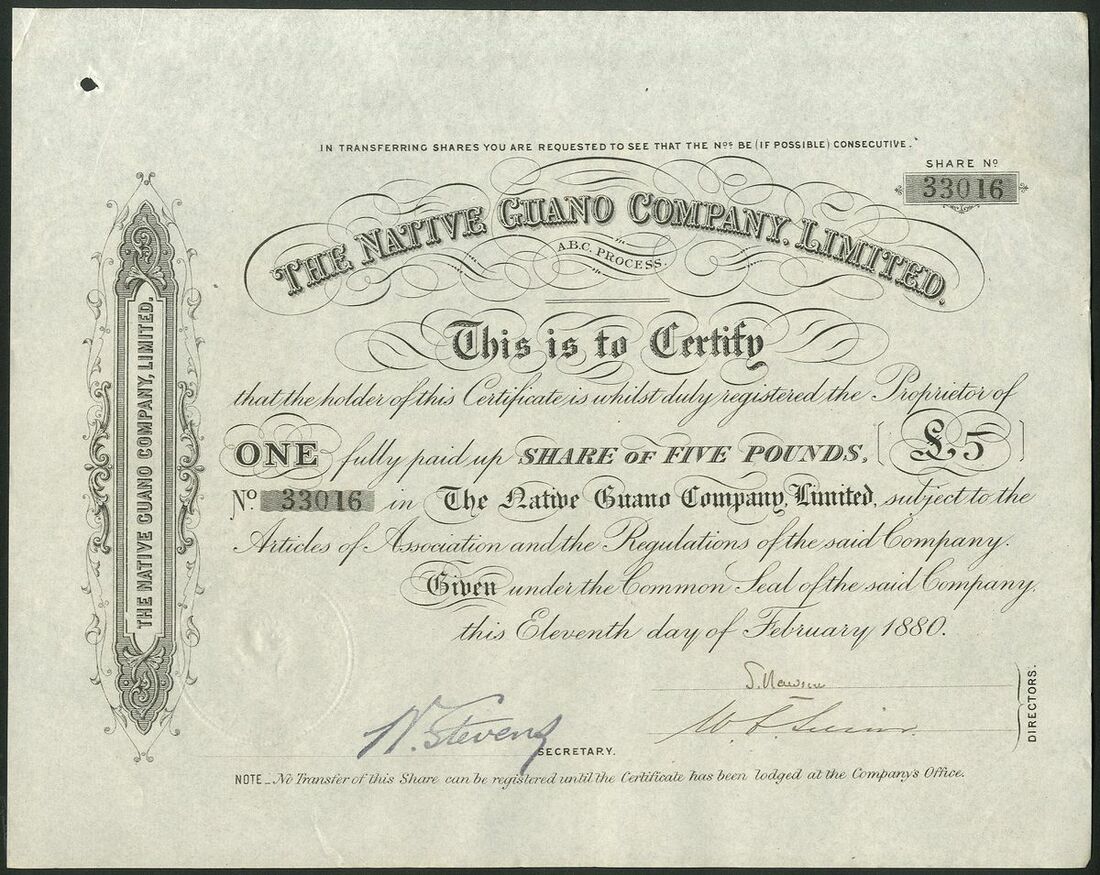 IN TRANSFERRING SHARES YOU ARE REQUESTED TO SEE THAT THE Nos BE (IF POSSIBLE) CONSECUTIVE.
SHARE No
33016
THE NATIVE GUANO COMPANY, LIMITED.
A.B.C. PROCESS.
This is to Certify
that the holder of this Certificate is whilst duly registered the Proprietor of
ONE fully paid up SHARE OF FIVE POUNDS, [£5]
No 33016 in The Native Guano Company, Limited, subject to the
Articles of Association and the Regulations of the said Company.
Given under the Common Seal of the said Company,
this Eleventh day of February 1880.
N. Stevens
SECRETARY.
DIRECTORS.
NOTE_ No Transfer of this Share can be registered until the Certificate has been lodged at the Company's Office.
THE NATIVE GUANO COMPANY, LIMITED.